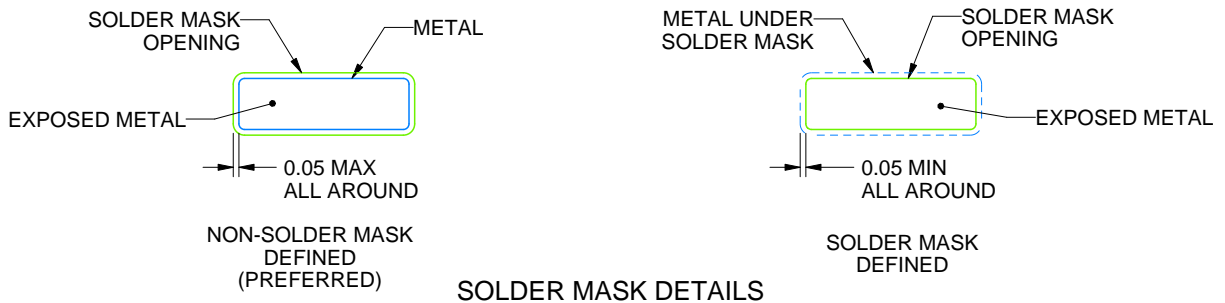 SOLDER MASK
OPENING
METAL
EXPOSED METAL
0.05 MAX
ALL AROUND
NON-SOLDER MASK
DEFINED
(PREFERRED)
METAL UNDER
SOLDER MASK
SOLDER MASK
OPENING
EXPOSED METAL
0.05 MIN
ALL AROUND
SOLDER MASK
DEFINED
SOLDER MASK DETAILS